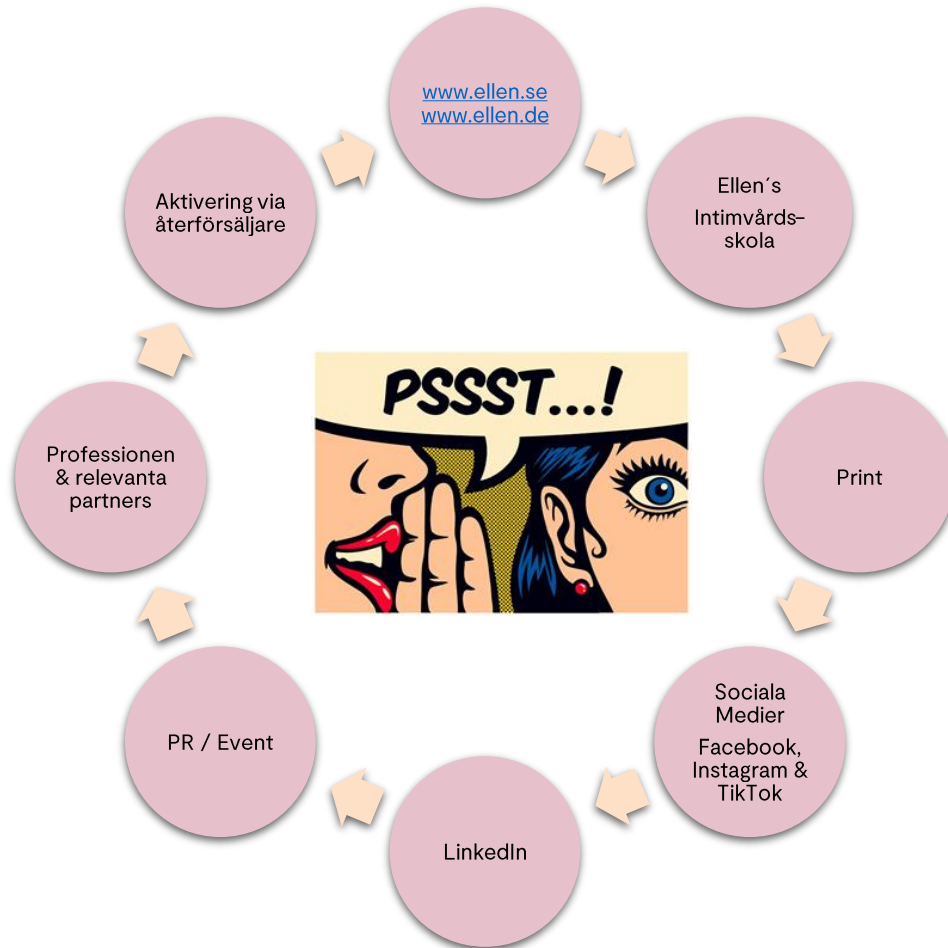 www.ellen.se
www.ellen.de
Ellen´s
Intimvårds-
skola
Print
Sociala
Medier
Facebook,
Instagram &
TikTok
LinkedIn
PR / Event
Professionen
& relevanta
partners
Aktivering via
återförsäljare
PSSST...!